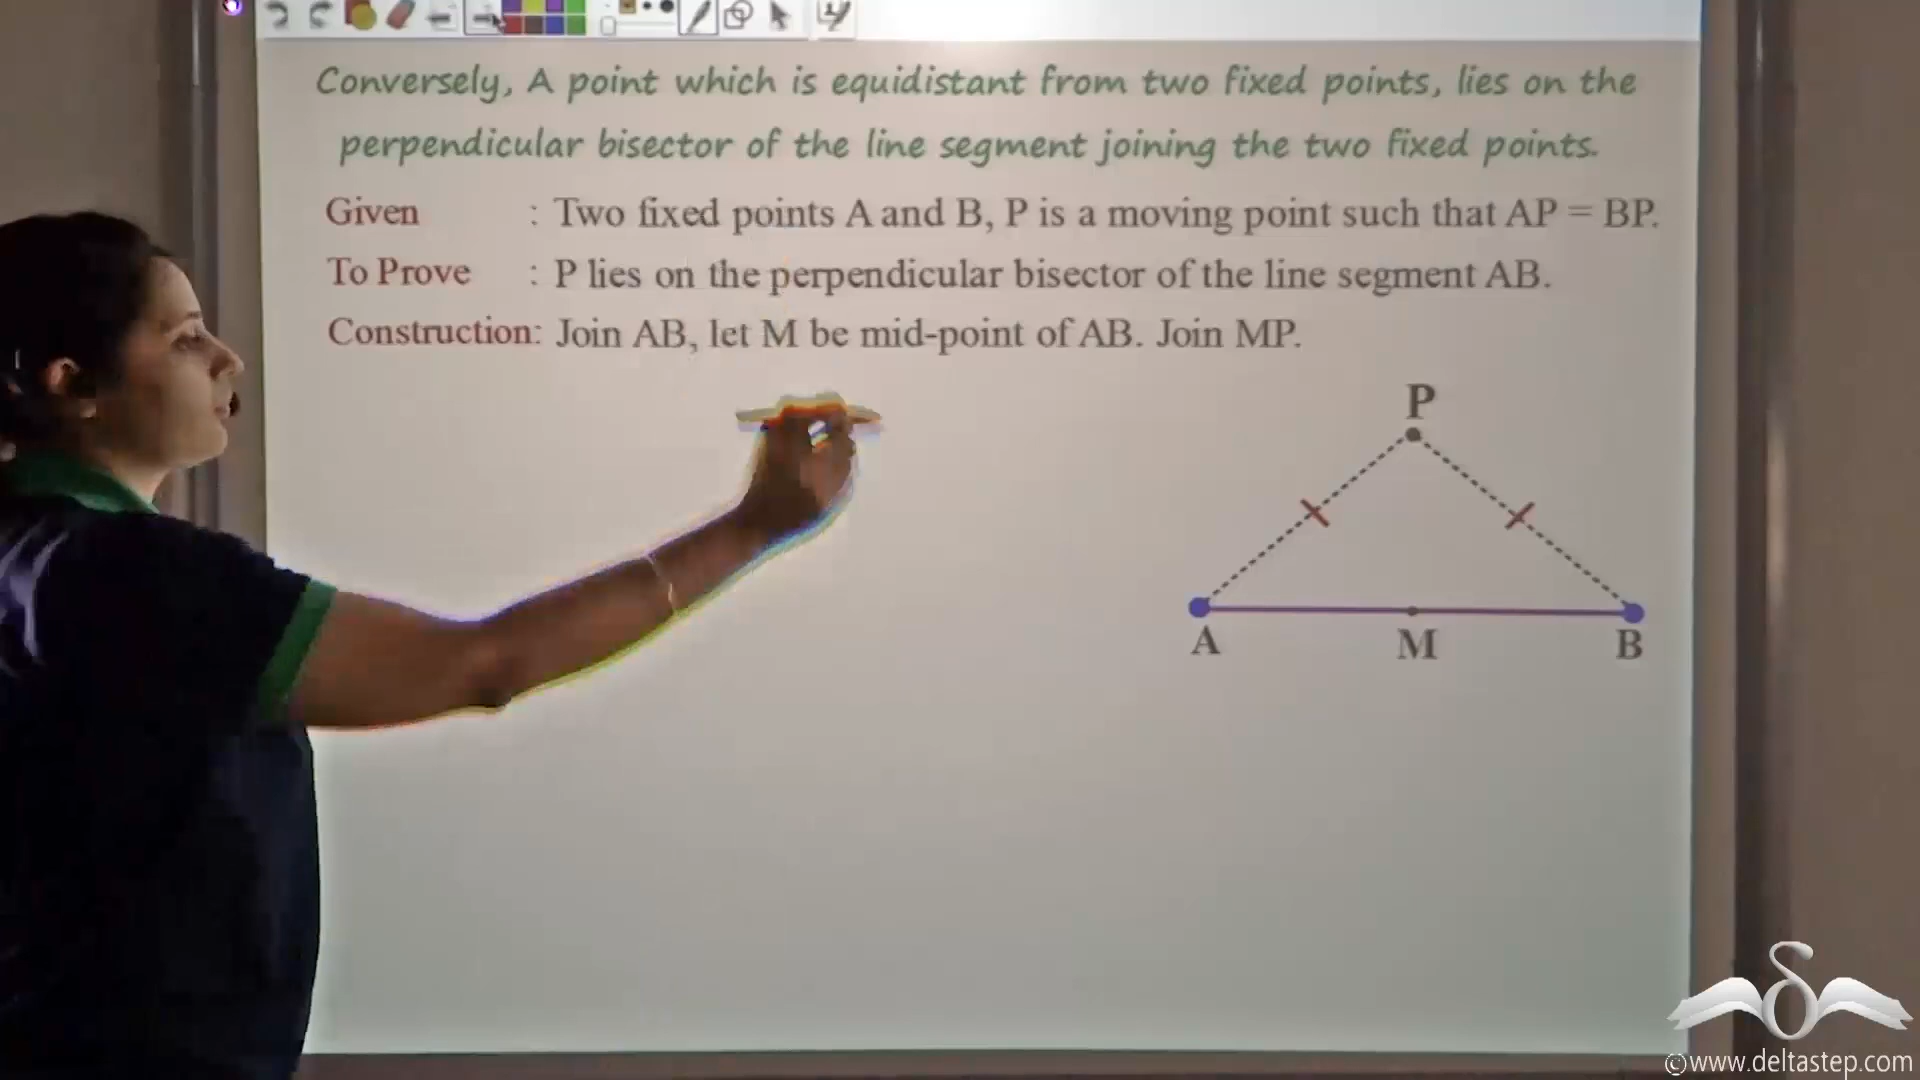 Conversely, A point which is equidistant from two fixed points, lies on the
perpendicular bisector of the line segment joining the two fixed points.
Given : Two fixed points A and B, P is a moving point such that AP = BP.
To Prove : P lies on the perpendicular bisector of the line segment AB.
Construction: Join AB, let M be mid-point of AB. Join MP.
P
A M B
©www.deltastep.com